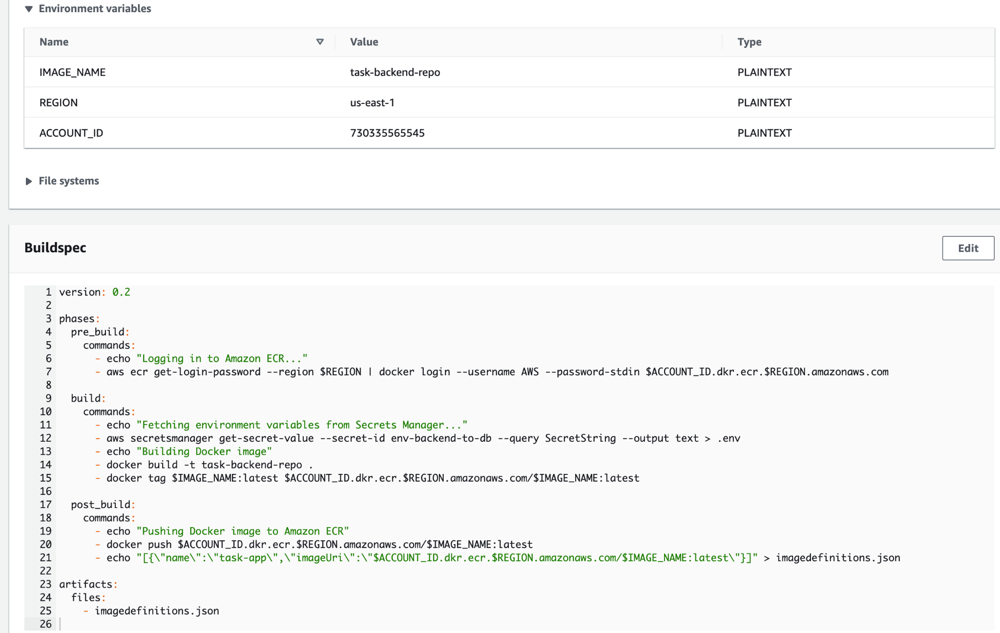 Environment variables
Name Value Type
IMAGE_NAME task-backend-repo PLAINTEXT
REGION us-east-1 PLAINTEXT
ACCOUNT_ID 730335565545 PLAINTEXT
File systems
Buildspec Edit
1 version: 0.2
2
3 phases:
4   pre_build:
5     commands:
6       - echo "Logging in to Amazon ECR..."
7       - aws ecr get-login-password --region $REGION | docker login --username AWS --password-stdin $ACCOUNT_ID.dkr.ecr.$REGION.amazonaws.com
8
9   build:
10     commands:
11       - echo "Fetching environment variables from Secrets Manager..."
12       - aws secretsmanager get-secret-value --secret-id env-backend-to-db --query SecretString --output text > .env
13       - echo "Building Docker image"
14       - docker build -t task-backend-repo .
15       - docker tag $IMAGE_NAME:latest $ACCOUNT_ID.dkr.ecr.$REGION.amazonaws.com/$IMAGE_NAME:latest
16
17   post_build:
18     commands:
19       - echo "Pushing Docker image to Amazon ECR"
20       - docker push $ACCOUNT_ID.dkr.ecr.$REGION.amazonaws.com/$IMAGE_NAME:latest
21       - echo "[{\"name\":\"task-app\",\"imageUri\":\"$ACCOUNT_ID.dkr.ecr.$REGION.amazonaws.com/$IMAGE_NAME:latest\"}]" > imagedefinitions.json
22
23 artifacts:
24   files:
25     - imagedefinitions.json
26